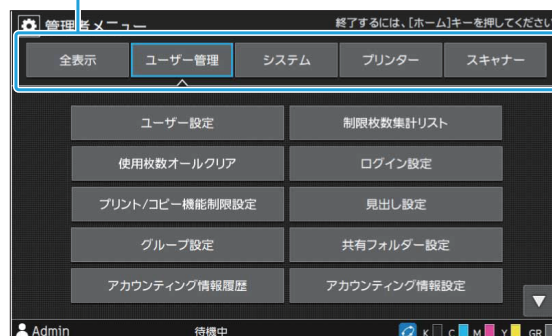 管理者メニュー 終了するには、[ホーム]キーを押してくださ
全表示 ユーザー管理 システム プリンター スキャナー
ユーザー設定 制限枚数集計リスト
使用枚数オールクリア ログイン設定
プリント/コピー機能制限設定 見出し設定
グループ設定 共有フォルダー設定
アカウンティング情報履歴 アカウンティング情報設定
Admin 待機中 K C M Y GR